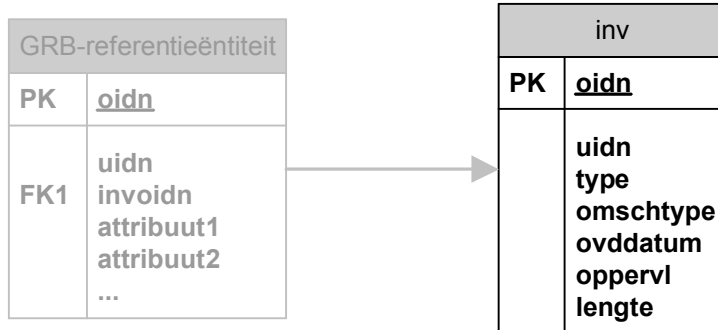 GRB-referentieëntiteit
PK oidn
uidn
FK1 invoidn
attribuut1
attribuut2
...
inv
PK oidn
uidn
type
omschtype
ovddatum
oppervl
lengte